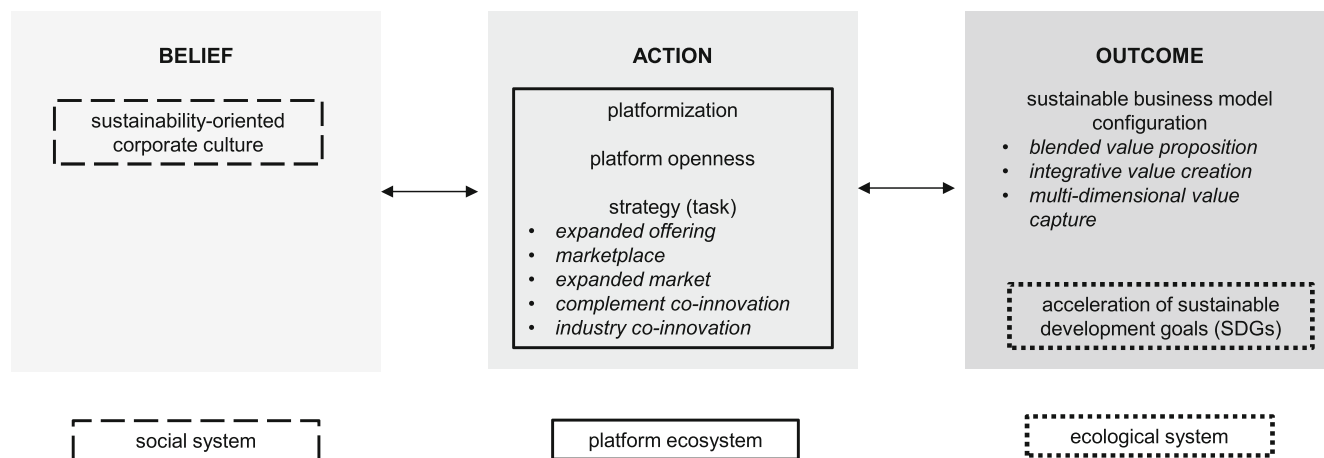 BELIEF
sustainability-oriented
corporate culture
ACTION
platformization
platform openness
strategy (task)
• expanded offering
• marketplace
• expanded market
• complement co-innovation
• industry co-innovation
OUTCOME
sustainable business model
configuration
• blended value proposition
• integrative value creation
• multi-dimensional value
capture
acceleration of sustainable
development goals (SDGs)
social system
platform ecosystem
ecological system